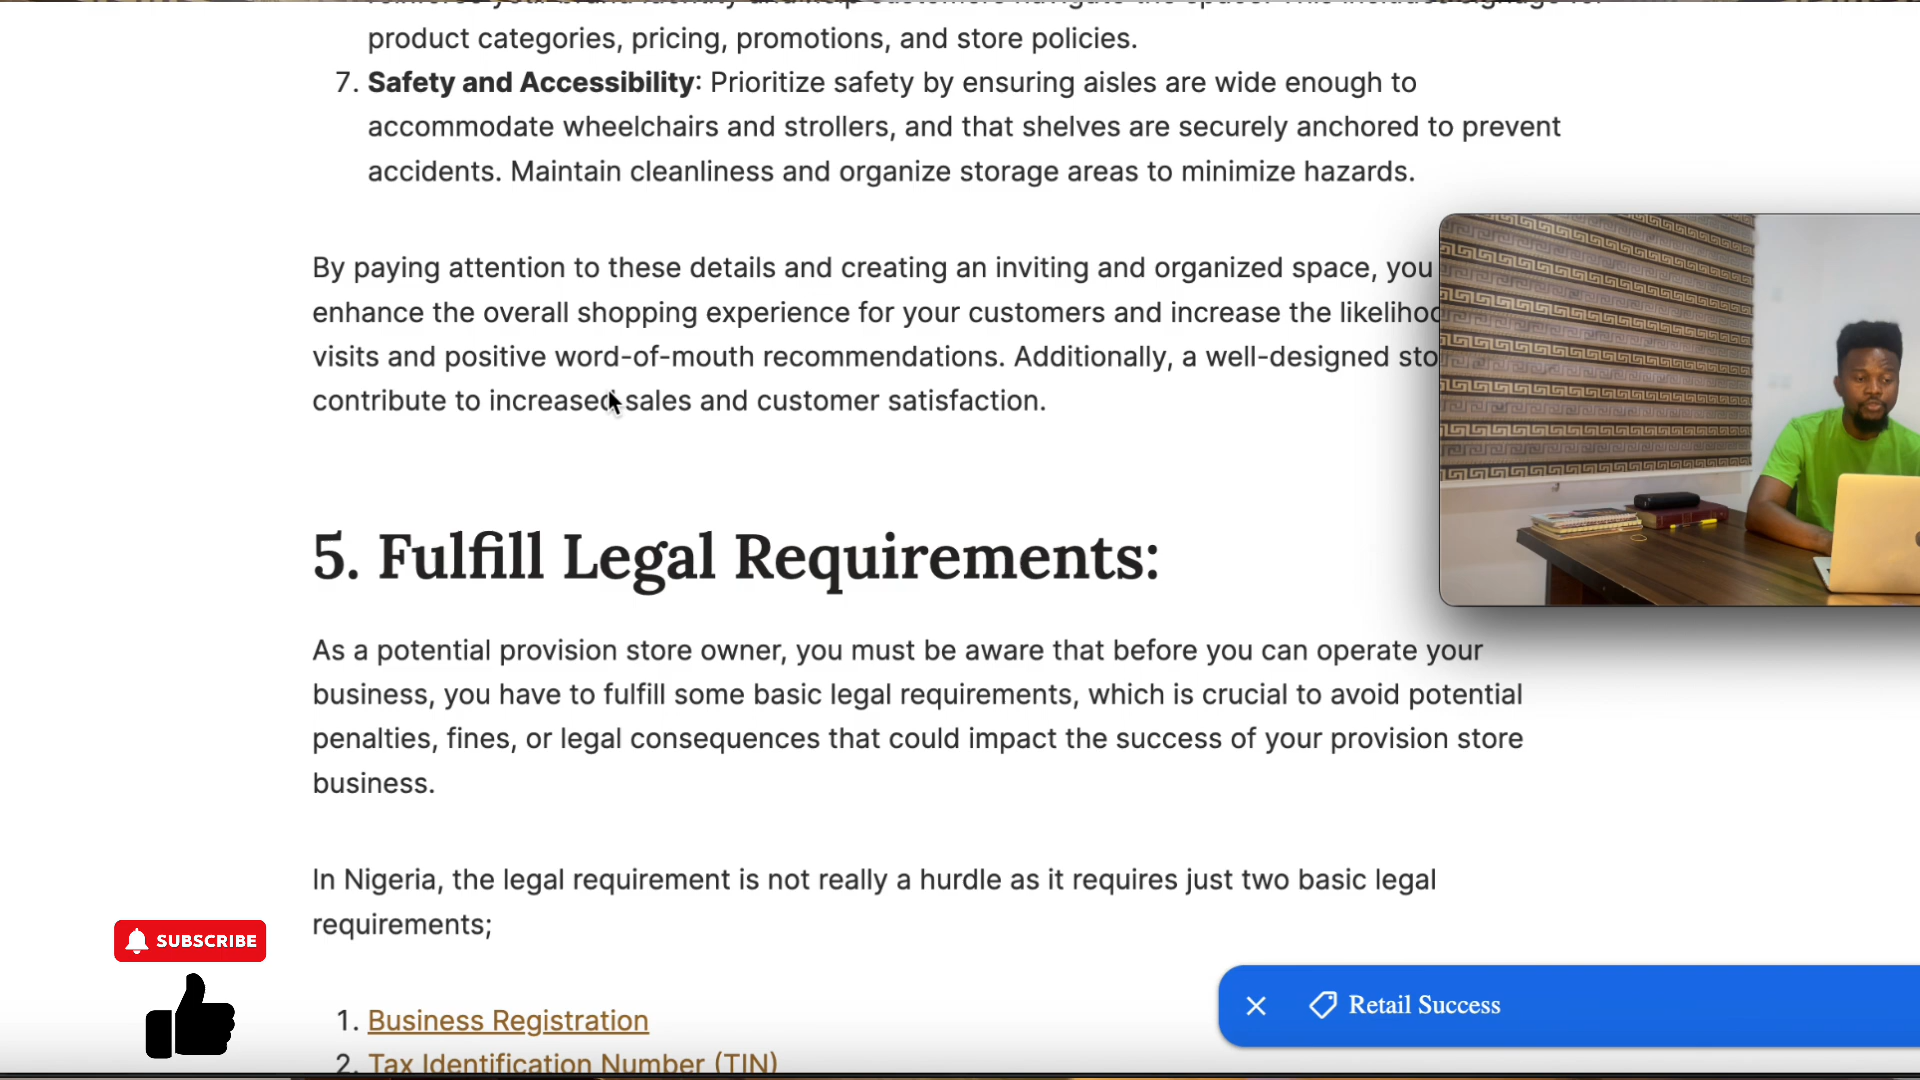 product categories, pricing, promotions, and store policies.
7. Safety and Accessibility: Prioritize safety by ensuring aisles are wide enough to
accommodate wheelchairs and strollers, and that shelves are securely anchored to prevent
accidents. Maintain cleanliness and organize storage areas to minimize hazards.
By paying attention to these details and creating an inviting and organized space, you
enhance the overall shopping experience for your customers and increase the
visits and positive word-of-mouth recommendations. Additionally, a well-designed
contribute to increased sales and customer satisfaction.
5. Fulfill Legal Requirements:
As a potential provision store owner, you must be aware that before you can operate your
business, you have to fulfill some basic legal requirements, which is crucial to avoid potential
penalties, fines, or legal consequences that could impact the success of your provision store
business.
In Nigeria, the legal requirement is not really a hurdle as it requires just two basic legal
requirements;
SUBSCRIBE
1. Business Registration
2. Tax Identification Number (TIN)
Retail Success